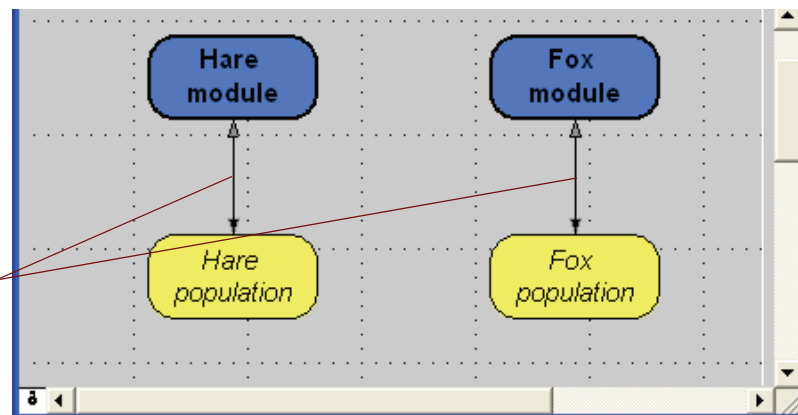 Hare
module
Fox
module
Hare
population
Fox
population